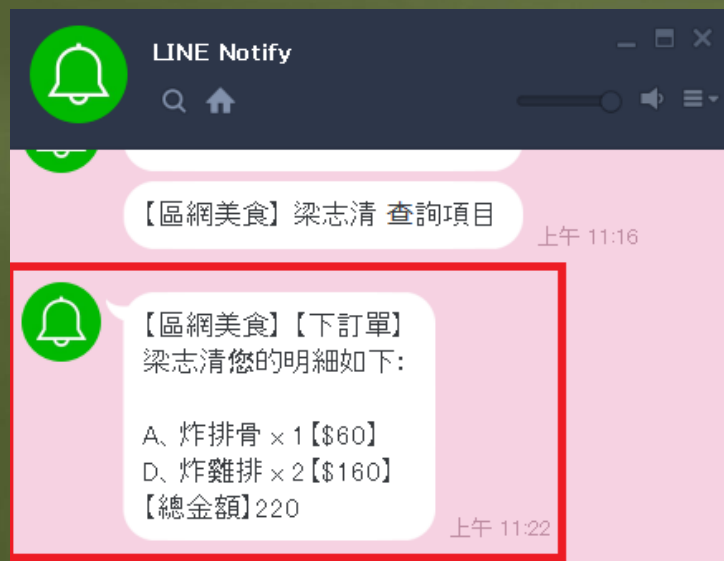 LINE Notify
【區網美食】梁志清 查詢項目
上午 11:16
【區網美食】【下訂單】
梁志清您的明細如下:
A、炸排骨 × 1【$60】
D、炸雞排 × 2【$160】
【總金額】220
上午 11:22